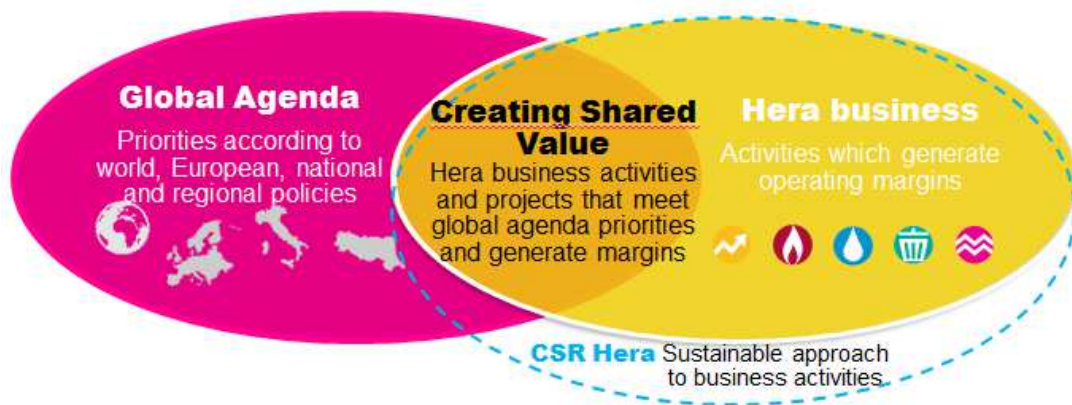 Global Agenda
Priorities according to
world, European, national
and regional policies
Creating Shared
Value
Hera business activities
and projects that meet
global agenda priorities
and generate margins
Hera business
Activities which generate
operating margins
CSR Hera Sustainable approach
to business activities